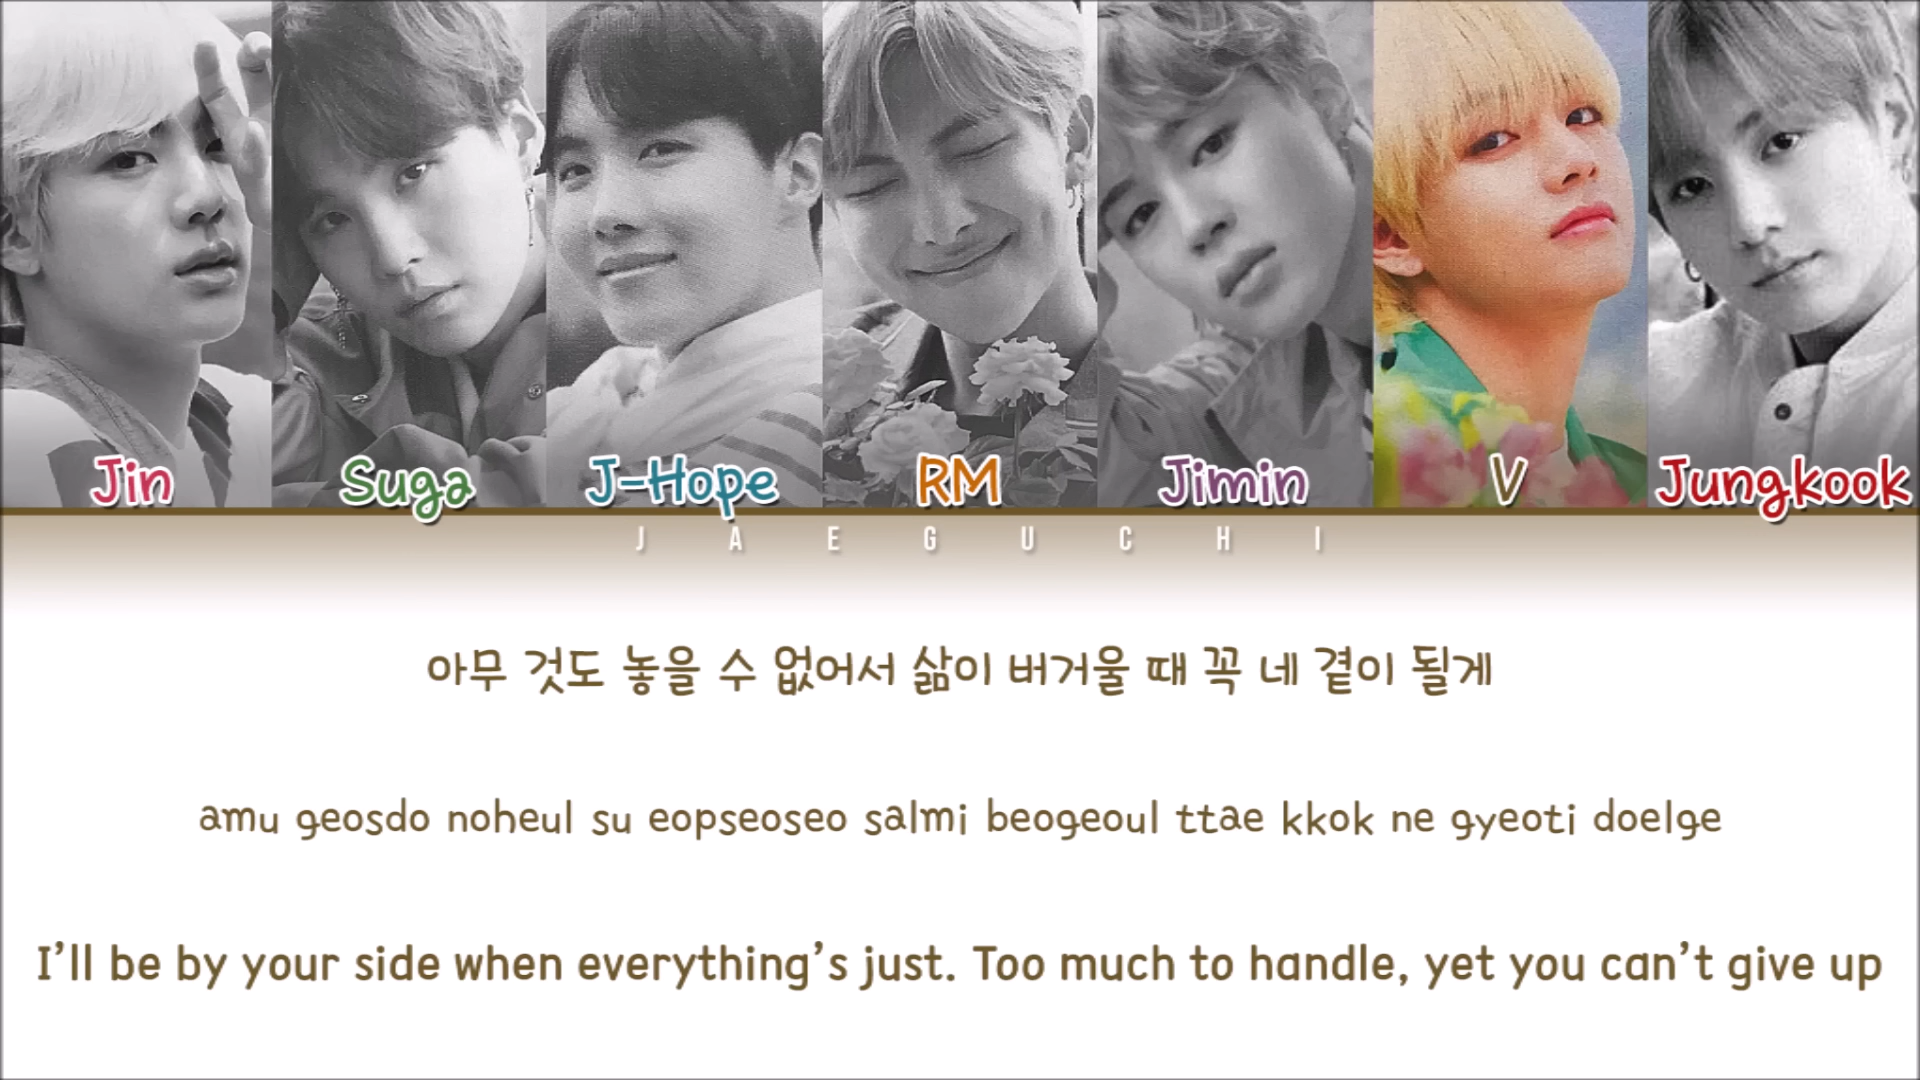 Jin Suga J-Hope RM Jimin V Jungkook
J A E G U C H I
아무 것도 놓을 수 없어서 삶이 버거울 때 꼭 네 곁이 될게
amu geosdo noheul su eopseoseo salmi beogeoul ttae kkok ne gyeoti doelge
I'll be by your side when everything's just. Too much to handle, yet you can't give up